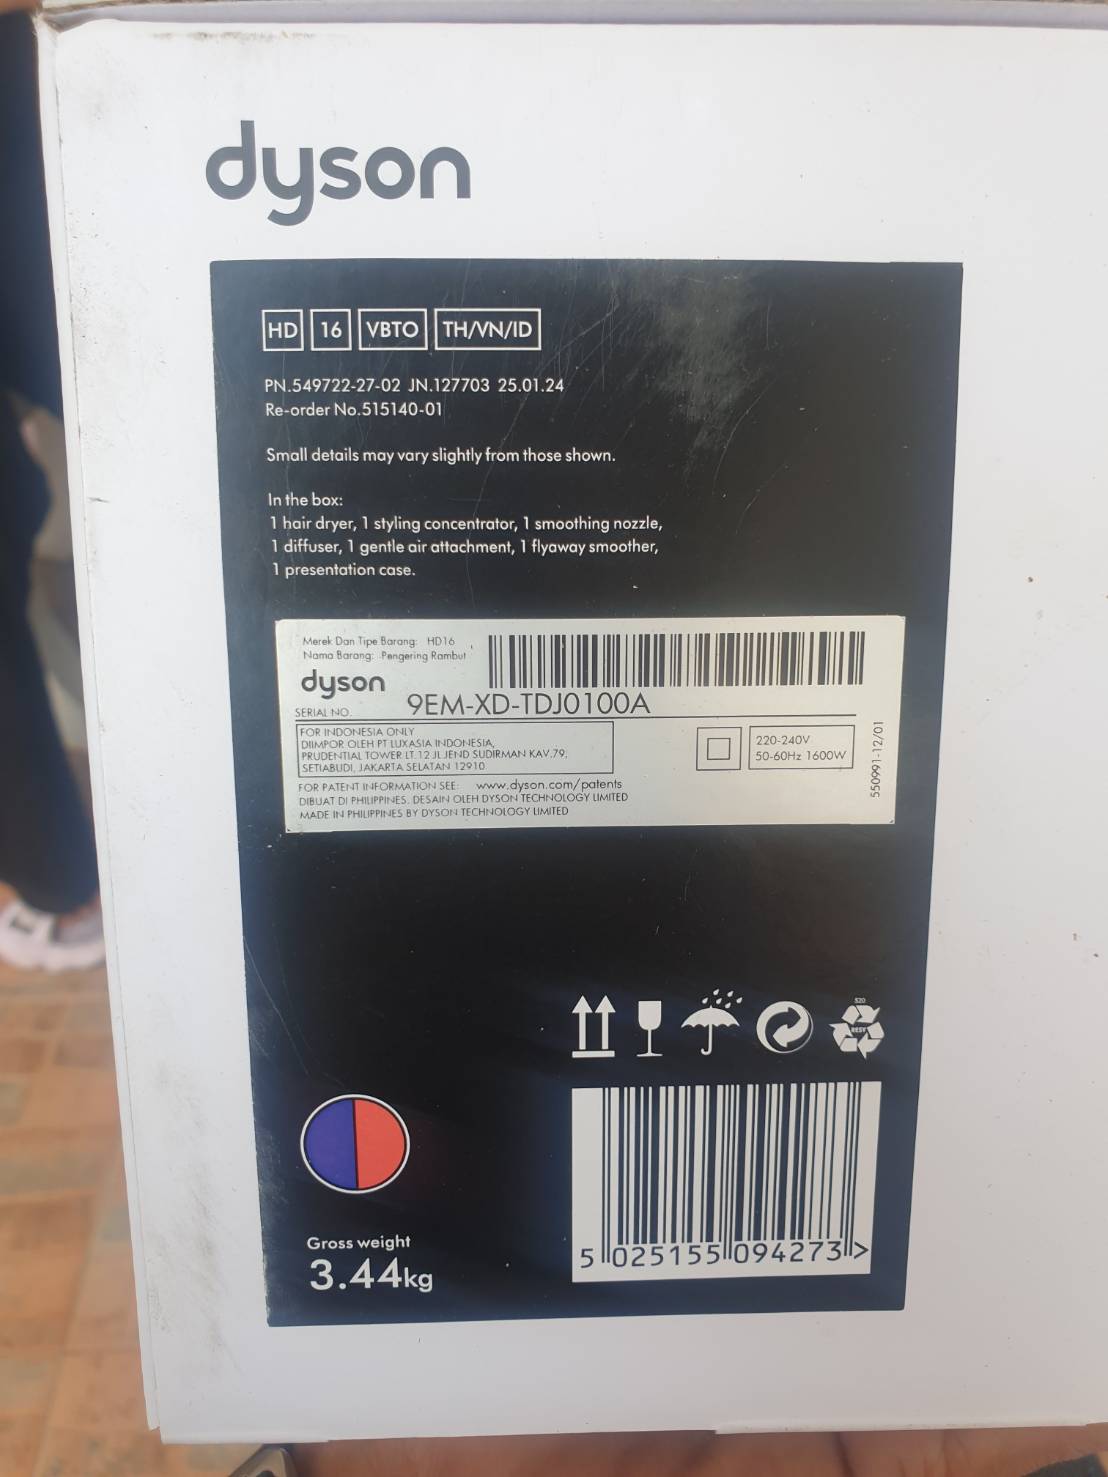 dyson
HD 16 VBTO TH/VN/ID
PN.549722-27-02 JN.127703 25.01.24
Re-order No.515140-01
Small details may vary slightly from those shown.
In the box:
1 hair dryer, 1 styling concentrator, 1 smoothing nozzle,
1 diffuser, 1 gentle air attachment, 1 flyaway smoother,
1 presentation case.
Merek Dan Tipe Barang: HD16
Nama Barang: Pengering Rambut
dyson
SERIAL NO. 9EM-XD-TDJ0100A
FOR INDONESIA ONLY
DIIMPOR OLEH PT LUXASIA INDONESIA,
PRUDENTIAL TOWER LT.12 JL.JEND SUDIRMAN KAV.79,
SETIABUDI, JAKARTA SELATAN 12910
220-240V
50-60Hz 1600W
550991-12/01
FOR PATENT INFORMATION SEE: www.dyson.com/patents
DIBUAT DI PHILIPPINES. DESAIN OLEH DYSON TECHNOLOGY LIMITED
MADE IN PHILIPPINES BY DYSON TECHNOLOGY LIMITED
RESY
Gross weight
3.44kg
5 025155 094273 >